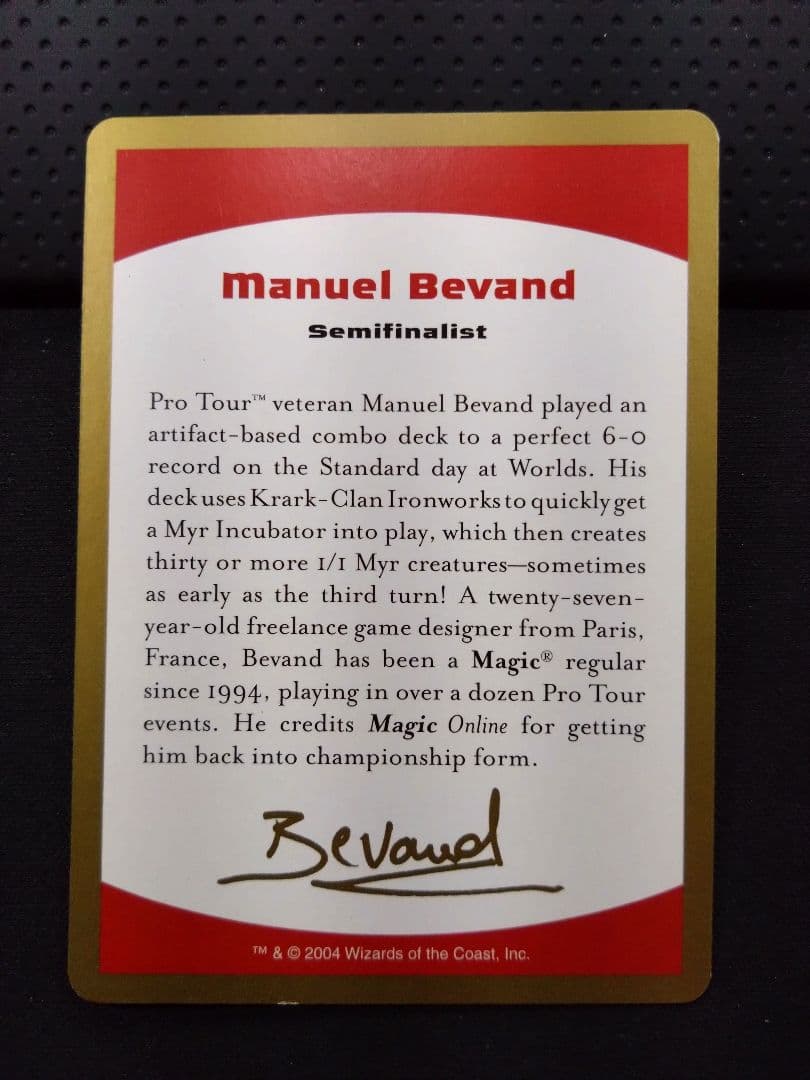 Manuel Bevand
Semifinalist
Pro Tour™ veteran Manuel Bevand played an
artifact-based combo deck to a perfect 6-0
record on the Standard day at Worlds. His
deck uses Krark-Clan Ironworks to quickly get
a Myr Incubator into play, which then creates
thirty or more 1/1 Myr creatures—sometimes
as early as the third turn! A twenty-seven-
year-old freelance game designer from Paris,
France, Bevand has been a Magic® regular
since 1994, playing in over a dozen Pro Tour
events. He credits Magic Online for getting
him back into championship form.
Bevand
™ & © 2004 Wizards of the Coast, Inc.